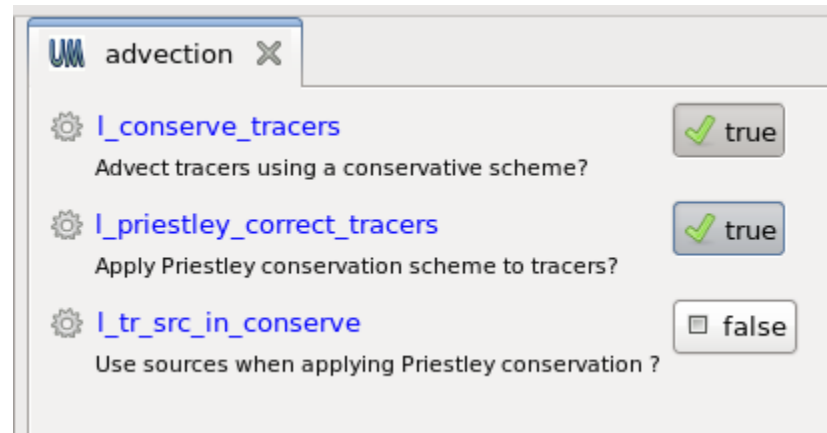 UM advection
l_conserve_tracers true
Advect tracers using a conservative scheme?
l_priestley_correct_tracers true
Apply Priestley conservation scheme to tracers?
l_tr_src_in_conserve false
Use sources when applying Priestley conservation ?